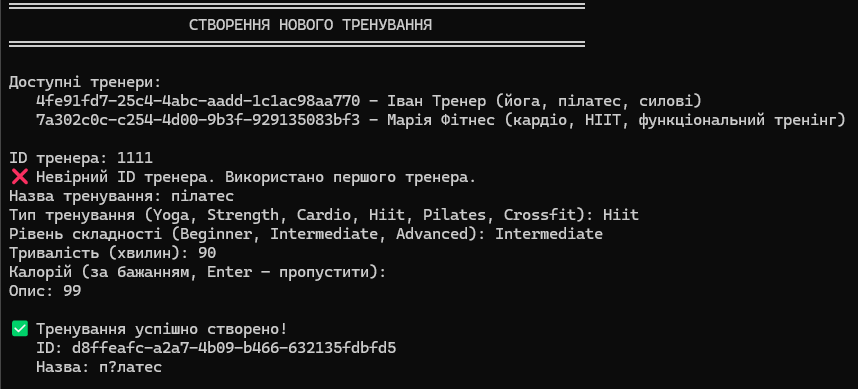 СТВОРЕННЯ НОВОГО ТРЕНУВАННЯ
Доступні тренери:
4fe91fd7-25c4-4abc-aadd-1c1ac98aa770 - Іван Тренер (йога, пілатес, силові)
7a302c0c-c254-4d00-9b3f-929135083bf3 - Марія Фітнес (кардіо, HIIT, функціональний тренінг)
ID тренера: 1111
❌ Невірний ID тренера. Використано першого тренера.
Назва тренування: пілатес
Тип тренування (Yoga, Strength, Cardio, Hiit, Pilates, Crossfit): Hiit
Рівень складності (Beginner, Intermediate, Advanced): Intermediate
Тривалість (хвилин): 90
Калорій (за бажанням, Enter - пропустити):
Опис: 99
✅ Тренування успішно створено!
ID: d8ffeafc-a2a7-4b09-b466-632135fdbfd5
Назва: п?латес